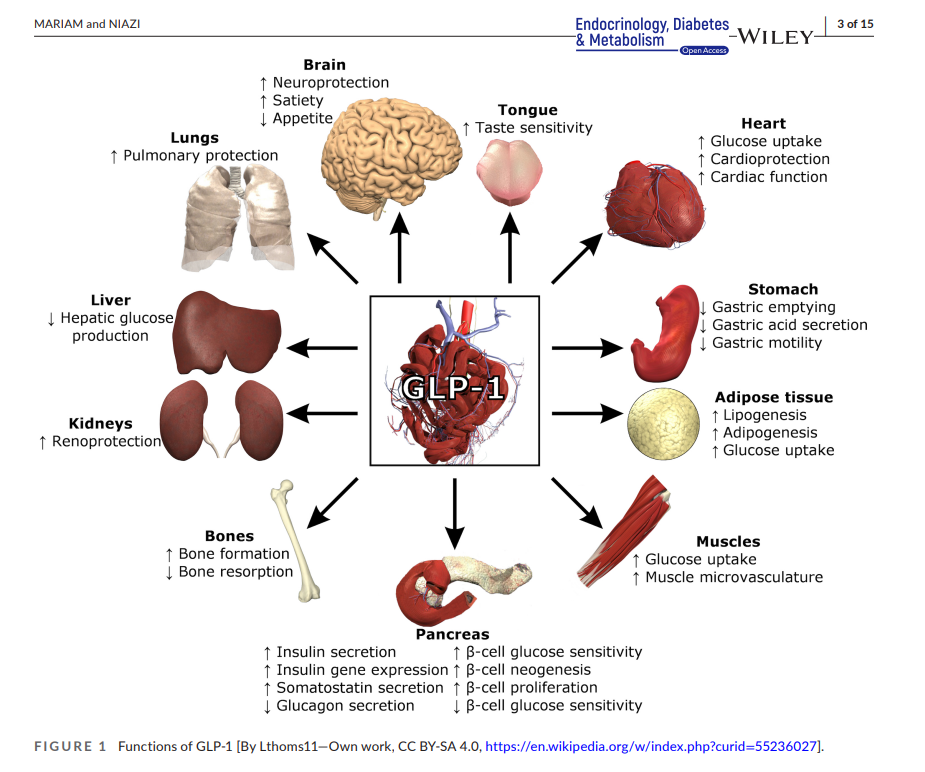 MARIAM and NIAZI
Endocrinology, Diabetes
& Metabolism
Open Access
WILEY
3 of 15
Brain
↑ Neuroprotection
↑ Satiety
↓ Appetite
Tongue
↑ Taste sensitivity
Heart
↑ Glucose uptake
↑ Cardioprotection
↑ Cardiac function
Lungs
↑ Pulmonary protection
Liver
↓ Hepatic glucose
production
Stomach
↓ Gastric emptying
↓ Gastric acid secretion
↓ Gastric motility
GLP-1
Kidneys
↑ Renoprotection
Adipose tissue
↑ Lipogenesis
↑ Adipogenesis
↑ Glucose uptake
Bones
↑ Bone formation
↓ Bone resorption
Muscles
↑ Glucose uptake
↑ Muscle microvasculature
Pancreas
↑ Insulin secretion
↑ Insulin gene expression
↑ Somatostatin secretion
↓ Glucagon secretion
↑ β-cell glucose sensitivity
↑ β-cell neogenesis
↑ β-cell proliferation
↓ β-cell glucose sensitivity
FIGURE 1 Functions of GLP-1 [By Lthoms11—Own work, CC BY-SA 4.0, https://en.wikipedia.org/w/index.php?curid=55236027].